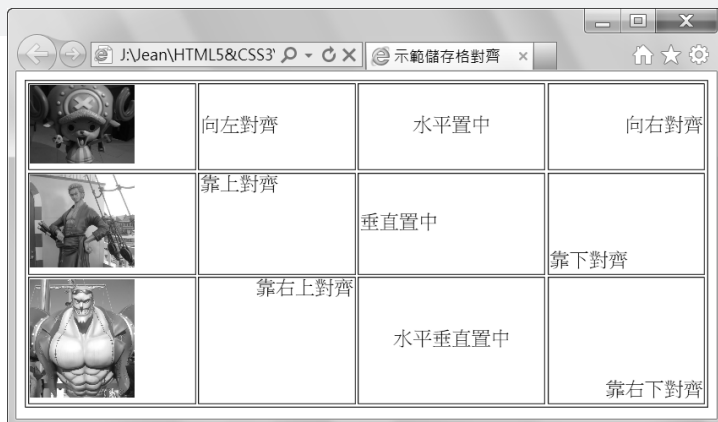 J:\Jean\HTML5&CSS3\
示範儲存格對齊
向左對齊
水平置中
向右對齊
靠上對齊
垂直置中
靠下對齊
靠右上對齊
水平垂直置中
靠右下對齊